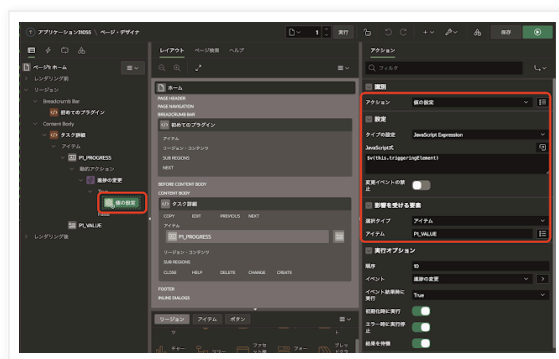 アプリケーション111855 \ ページ・デザイナ
1
実行
保存
レイアウト
ページ検索
ヘルプ
アクション
ページ1: ホーム
レンダリング前
リージョン
Breadcrumb Bar
初めてのプラグイン
Content Body
タスク詳細
アイテム
P1_PROGRESS
動的アクション
進捗の変更
True
値の設定
False
P1_VALUE
レンダリング後
ホーム
PAGE HEADER
PAGE NAVIGATION
BREADCRUMB BAR
初めてのプラグイン
アイテム
リージョン・コンテンツ
SUB REGIONS
NEXT
BEFORE CONTENT BODY
CONTENT BODY
タスク詳細
COPY EDIT PREVIOUS NEXT
アイテム
P1_PROGRESS
リージョン・コンテンツ
SUB REGIONS
CLOSE HELP DELETE CHANGE CREATE
FOOTER
INLINE DIALOGS
リージョン アイテム ボタン
フィルタ
識別
アクション 値の設定
設定
タイプの設定 JavaScript Expression
JavaScript式
$v(this.triggeringElement)
変更イベントの禁止
影響を受ける要素
選択タイプ アイテム
アイテム P1_VALUE
実行オプション
順序 10
イベント 進捗の変更
イベント結果時に実行 True
初期化時に実行
エラー時に実行停止
結果を待機